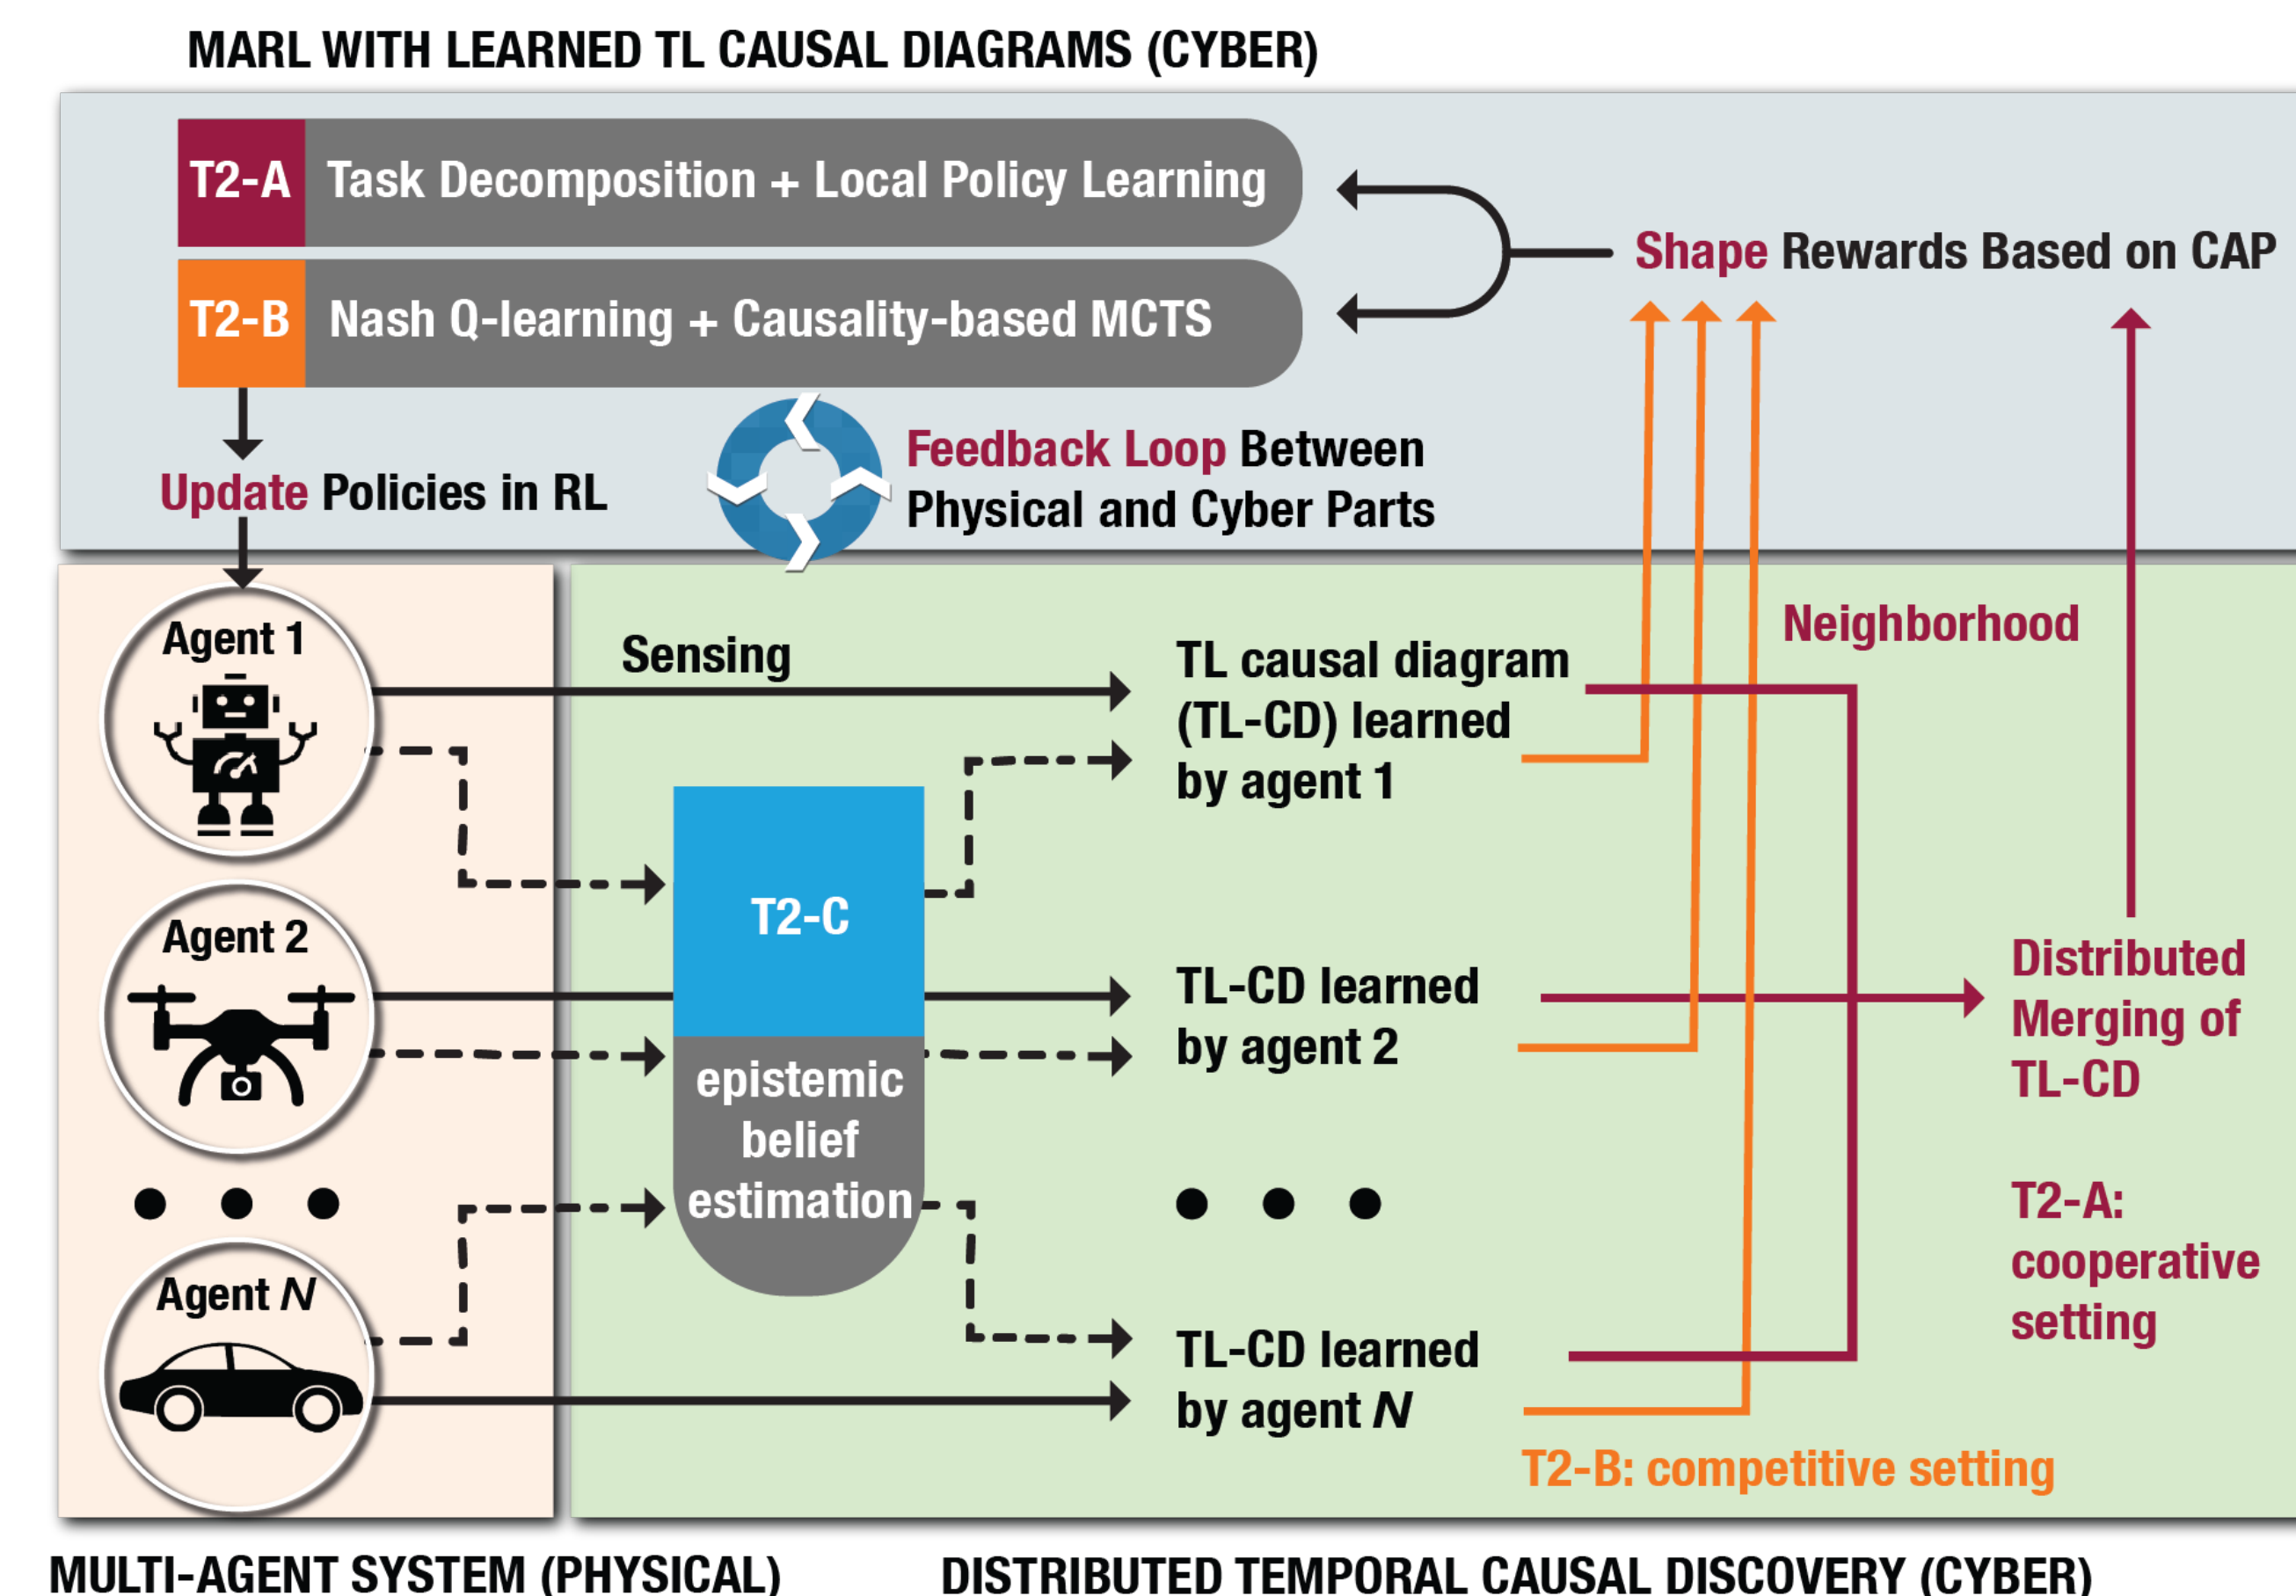 MARL WITH LEARNED TL CAUSAL DIAGRAMS (CYBER)
T2-A Task Decomposition + Local Policy Learning
T2-B Nash Q-learning + Causality-based MCTS
Shape Rewards Based on CAP
Update Policies in RL
Feedback Loop Between
Physical and Cyber Parts
Agent 1
Agent 2
Agent N
Sensing
T2-C
epistemic
belief
estimation
TL causal diagram
(TL-CD) learned
by agent 1
TL-CD learned
by agent 2
TL-CD learned
by agent N
Neighborhood
Distributed
Merging of
TL-CD
T2-A:
cooperative
setting
T2-B: competitive setting
MULTI-AGENT SYSTEM (PHYSICAL)
DISTRIBUTED TEMPORAL CAUSAL DISCOVERY (CYBER)